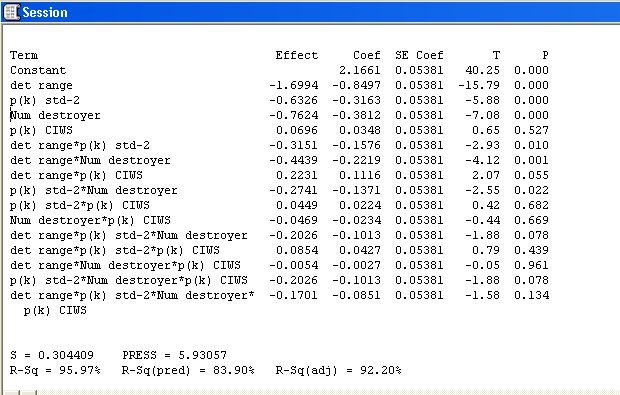 Session
Term Effect Coef SE Coef T P
Constant 2.1661 0.05381 40.25 0.000
det range -1.6994 -0.8497 0.05381 -15.79 0.000
p(k) std-2 -0.6326 -0.3163 0.05381 -5.88 0.000
Num destroyer -0.7624 -0.3812 0.05381 -7.08 0.000
p(k) CIWS 0.0696 0.0348 0.05381 0.65 0.527
det range*p(k) std-2 -0.3151 -0.1576 0.05381 -2.93 0.010
det range*Num destroyer -0.4439 -0.2219 0.05381 -4.12 0.001
det range*p(k) CIWS 0.2231 0.1116 0.05381 2.07 0.055
p(k) std-2*Num destroyer -0.2741 -0.1371 0.05381 -2.55 0.022
p(k) std-2*p(k) CIWS 0.0449 0.0224 0.05381 0.42 0.682
Num destroyer*p(k) CIWS -0.0469 -0.0234 0.05381 -0.44 0.669
det range*p(k) std-2*Num destroyer -0.2026 -0.1013 0.05381 -1.88 0.078
det range*p(k) std-2*p(k) CIWS 0.0854 0.0427 0.05381 0.79 0.439
det range*Num destroyer*p(k) CIWS -0.0054 -0.0027 0.05381 -0.05 0.961
p(k) std-2*Num destroyer*p(k) CIWS -0.2026 -0.1013 0.05381 -1.88 0.078
det range*p(k) std-2*Num destroyer* -0.1701 -0.0851 0.05381 -1.58 0.134
p(k) CIWS
S = 0.304409 PRESS = 5.93057
R-Sq = 95.97% R-Sq(pred) = 83.90% R-Sq(adj) = 92.20%